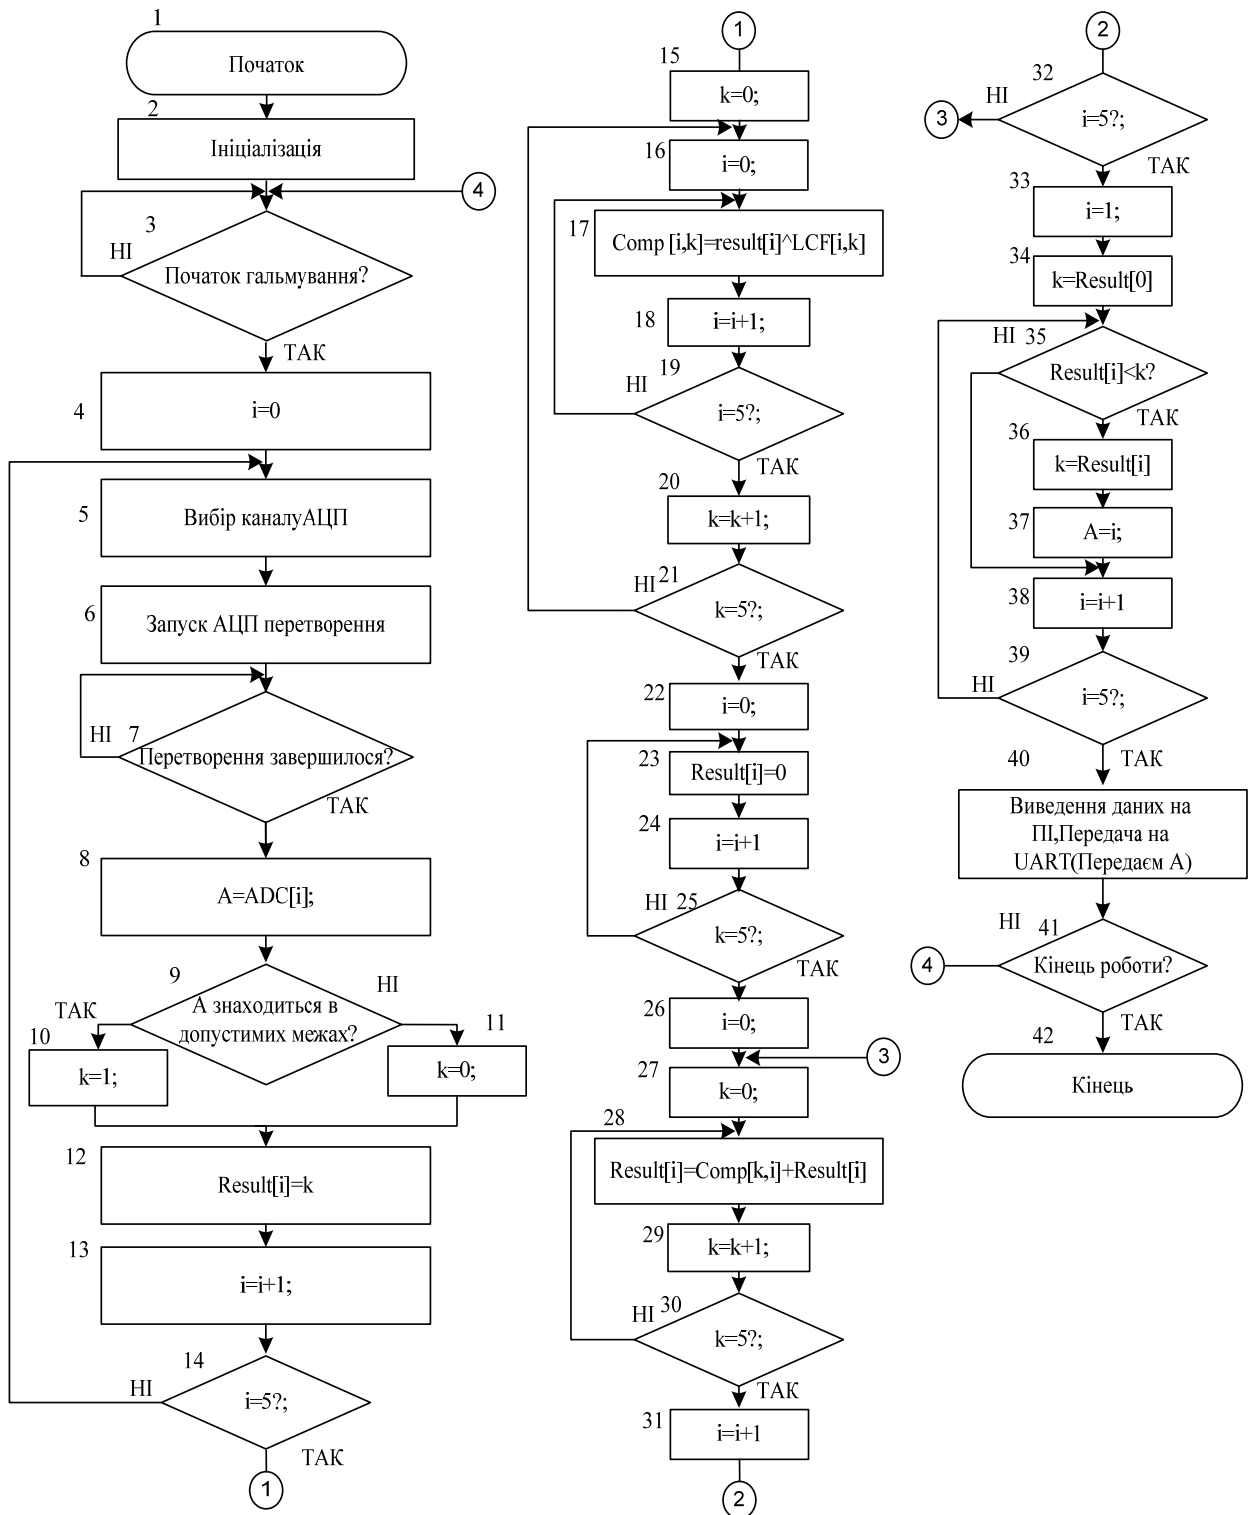 1
Початок
2
Ініціалізація
4
3
НІ
Початок гальмування?
ТАК
4
i=0
5
Вибір каналуАЦП
6
Запуск АЦП перетворення
НІ
7
Перетворення завершилося?
ТАК
8
A=ADC[i];
9
ТАК
НІ
А знаходиться в
допустимих межах?
10
k=1;
11
k=0;
12
Result[i]=k
13
i=i+1;
14
НІ
i=5?;
ТАК
1
1
15
k=0;
16
i=0;
17
Comp [i,k]=result[i]^LCF[i,k]
18
i=i+1;
19
НІ
i=5?;
ТАК
20
k=k+1;
21
НІ
k=5?;
ТАК
22
i=0;
23
Result[i]=0
24
i=i+1
НІ
25
k=5?;
ТАК
26
i=0;
3
27
k=0;
28
Result[i]=Comp[k,i]+Result[i]
29
k=k+1;
НІ
30
k=5?;
ТАК
31
i=i+1
2
2
32
НІ
3
i=5?;
ТАК
33
i=1;
34
k=Result[0]
НІ
35
Result[i]<k?
ТАК
36
k=Result[i]
37
A=i;
38
i=i+1
39
НІ
i=5?;
ТАК
40
Виведення даних на
ПІ,Передача на
UART(Передаєм А)
НІ
41
4
Кінець роботи?
ТАК
42
Кінець